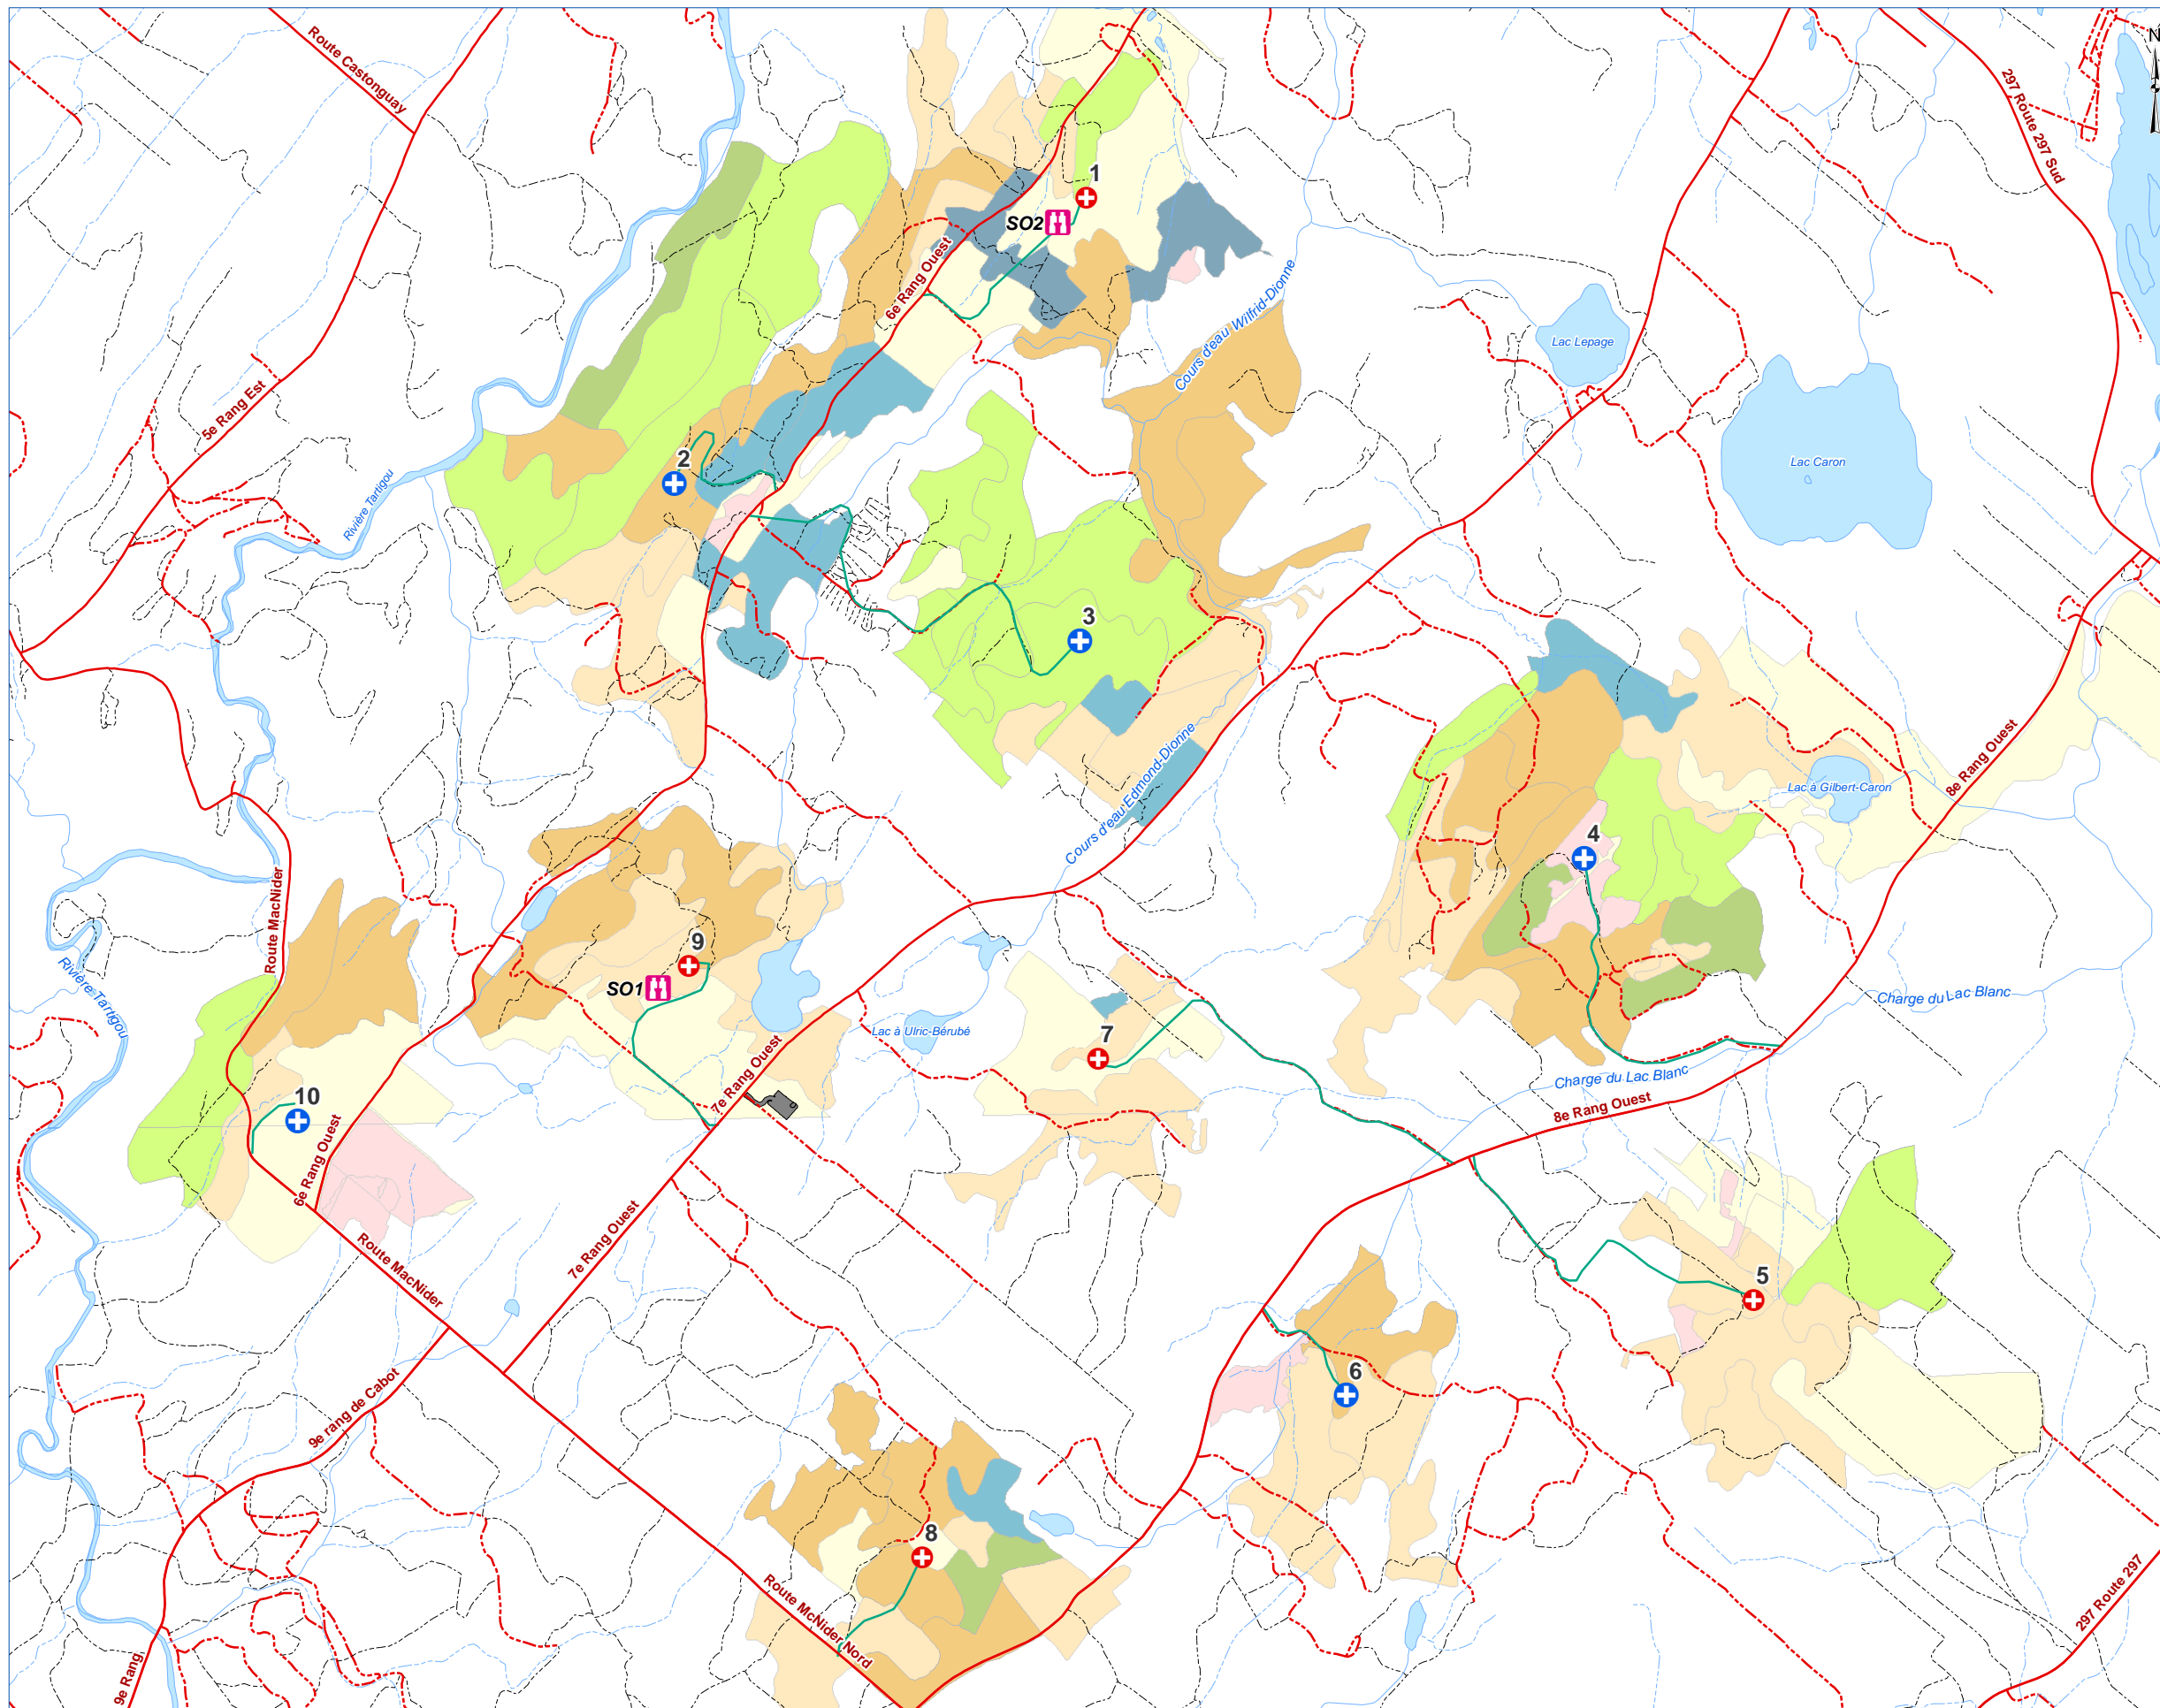 N
Route Castonguay
297 Route 297 Sud
1
SO2
6e Rang Ouest
Cours d'eau Wilfrid-Dionne
Lac Lepage
5e Rang Est
2
Lac Caron
Rivière Tartigou
3
Cours d'eau Edmond-Dionne
8e Rang Ouest
Lac à Gilbert-Caron
4
Route MacNider
9
SO1
Rivière Tartigou
Lac à Ulric-Bérubé
7
Charge du Lac Blanc
7e Rang Ouest
Charge du Lac Blanc
10
8e Rang Ouest
6e Rang Ouest
7e Rang Ouest
Route MacNider
5
6
9e rang de Cabot
8
Route McNider Nord
297 Route 297
9e Rang